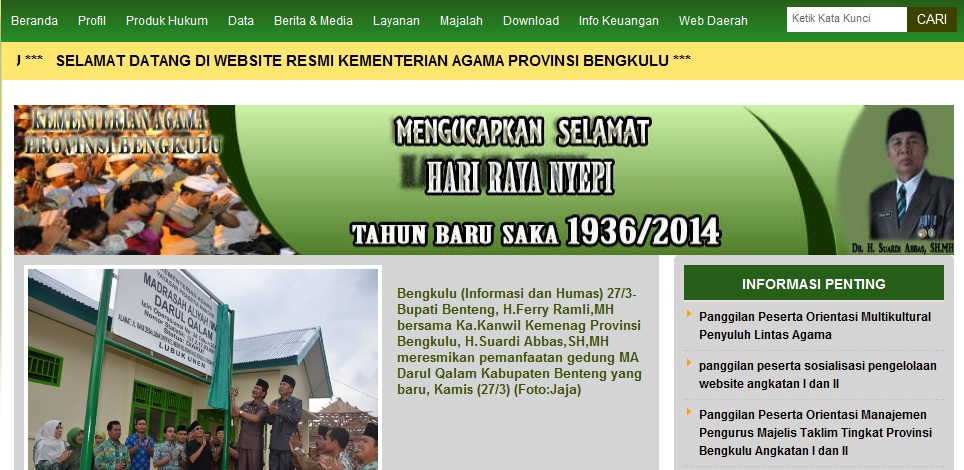 Beranda Profil Produk Hukum Data Berita & Media Layanan Majalah Download Info Keuangan Web Daerah Ketik Kata Kunci CARI
*** SELAMAT DATANG DI WEBSITE RESMI KEMENTERIAN AGAMA PROVINSI BENGKULU ***
KEMENTERIAN AGAMA
PROVINSI BENGKULU
MENGUCAPKAN SELAMAT
HARI RAYA NYEPI
TAHUN BARU SAKA 1936/2014
DR. H. SUARDI ABBAS, SH,MH
KEMENTERIAN AGAMA
MADRASAH ALIYAH
DARUL QALAM
LUBUK UNEN
Bengkulu (Informasi dan Humas) 27/3-
Bupati Benteng, H.Ferry Ramli,MH
bersama Ka.Kanwil Kemenag Provinsi
Bengkulu, H.Suardi Abbas,SH,MH
meresmikan pemanfaatan gedung MA
Darul Qalam Kabupaten Benteng yang
baru, Kamis (27/3) (Foto:Jaja)
INFORMASI PENTING
Panggilan Peserta Orientasi Multikultural
Penyuluh Lintas Agama
panggilan peserta sosialisasi pengelolaan
website angkatan I dan II
Panggilan Peserta Orientasi Manajemen
Pengurus Majelis Taklim Tingkat Provinsi
Bengkulu Angkatan I dan II